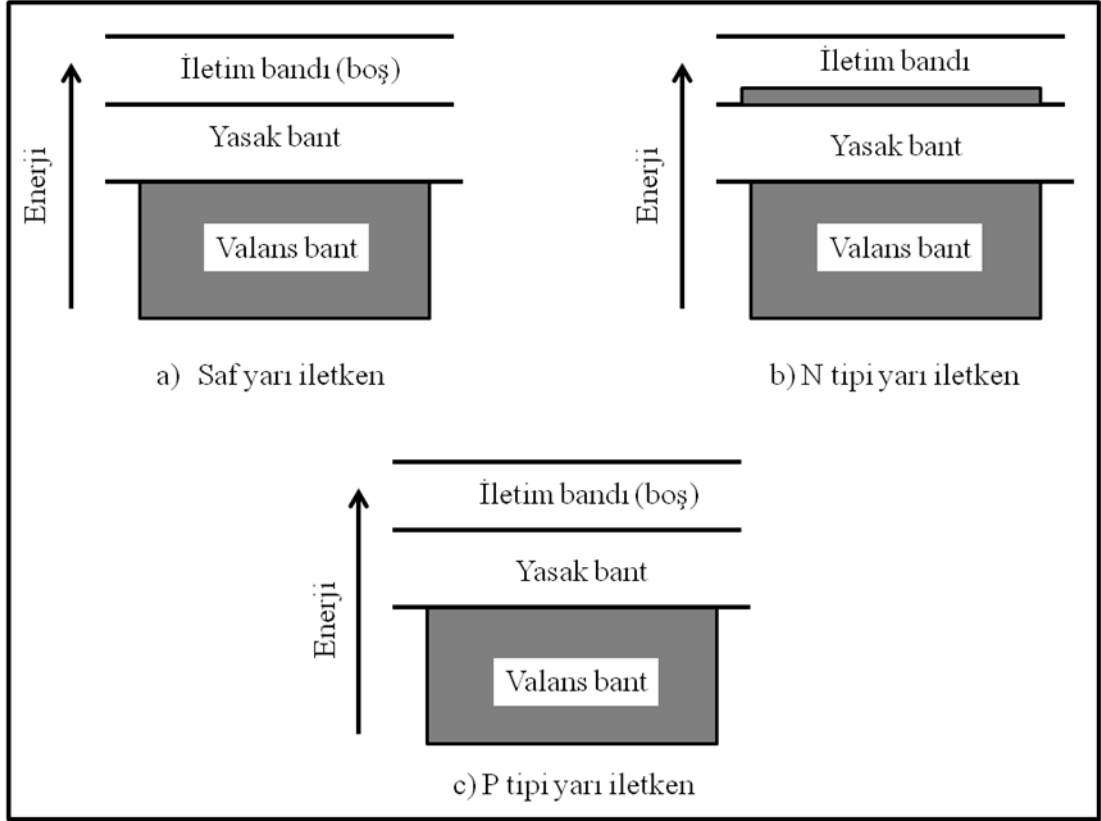 Enerji
İletim bandı (boş)
Yasak bant
Valans bant
a) Saf yarı iletken
Enerji
İletim bandı
Yasak bant
Valans bant
b) N tipi yarı iletken
Enerji
İletim bandı (boş)
Yasak bant
Valans bant
c) P tipi yarı iletken